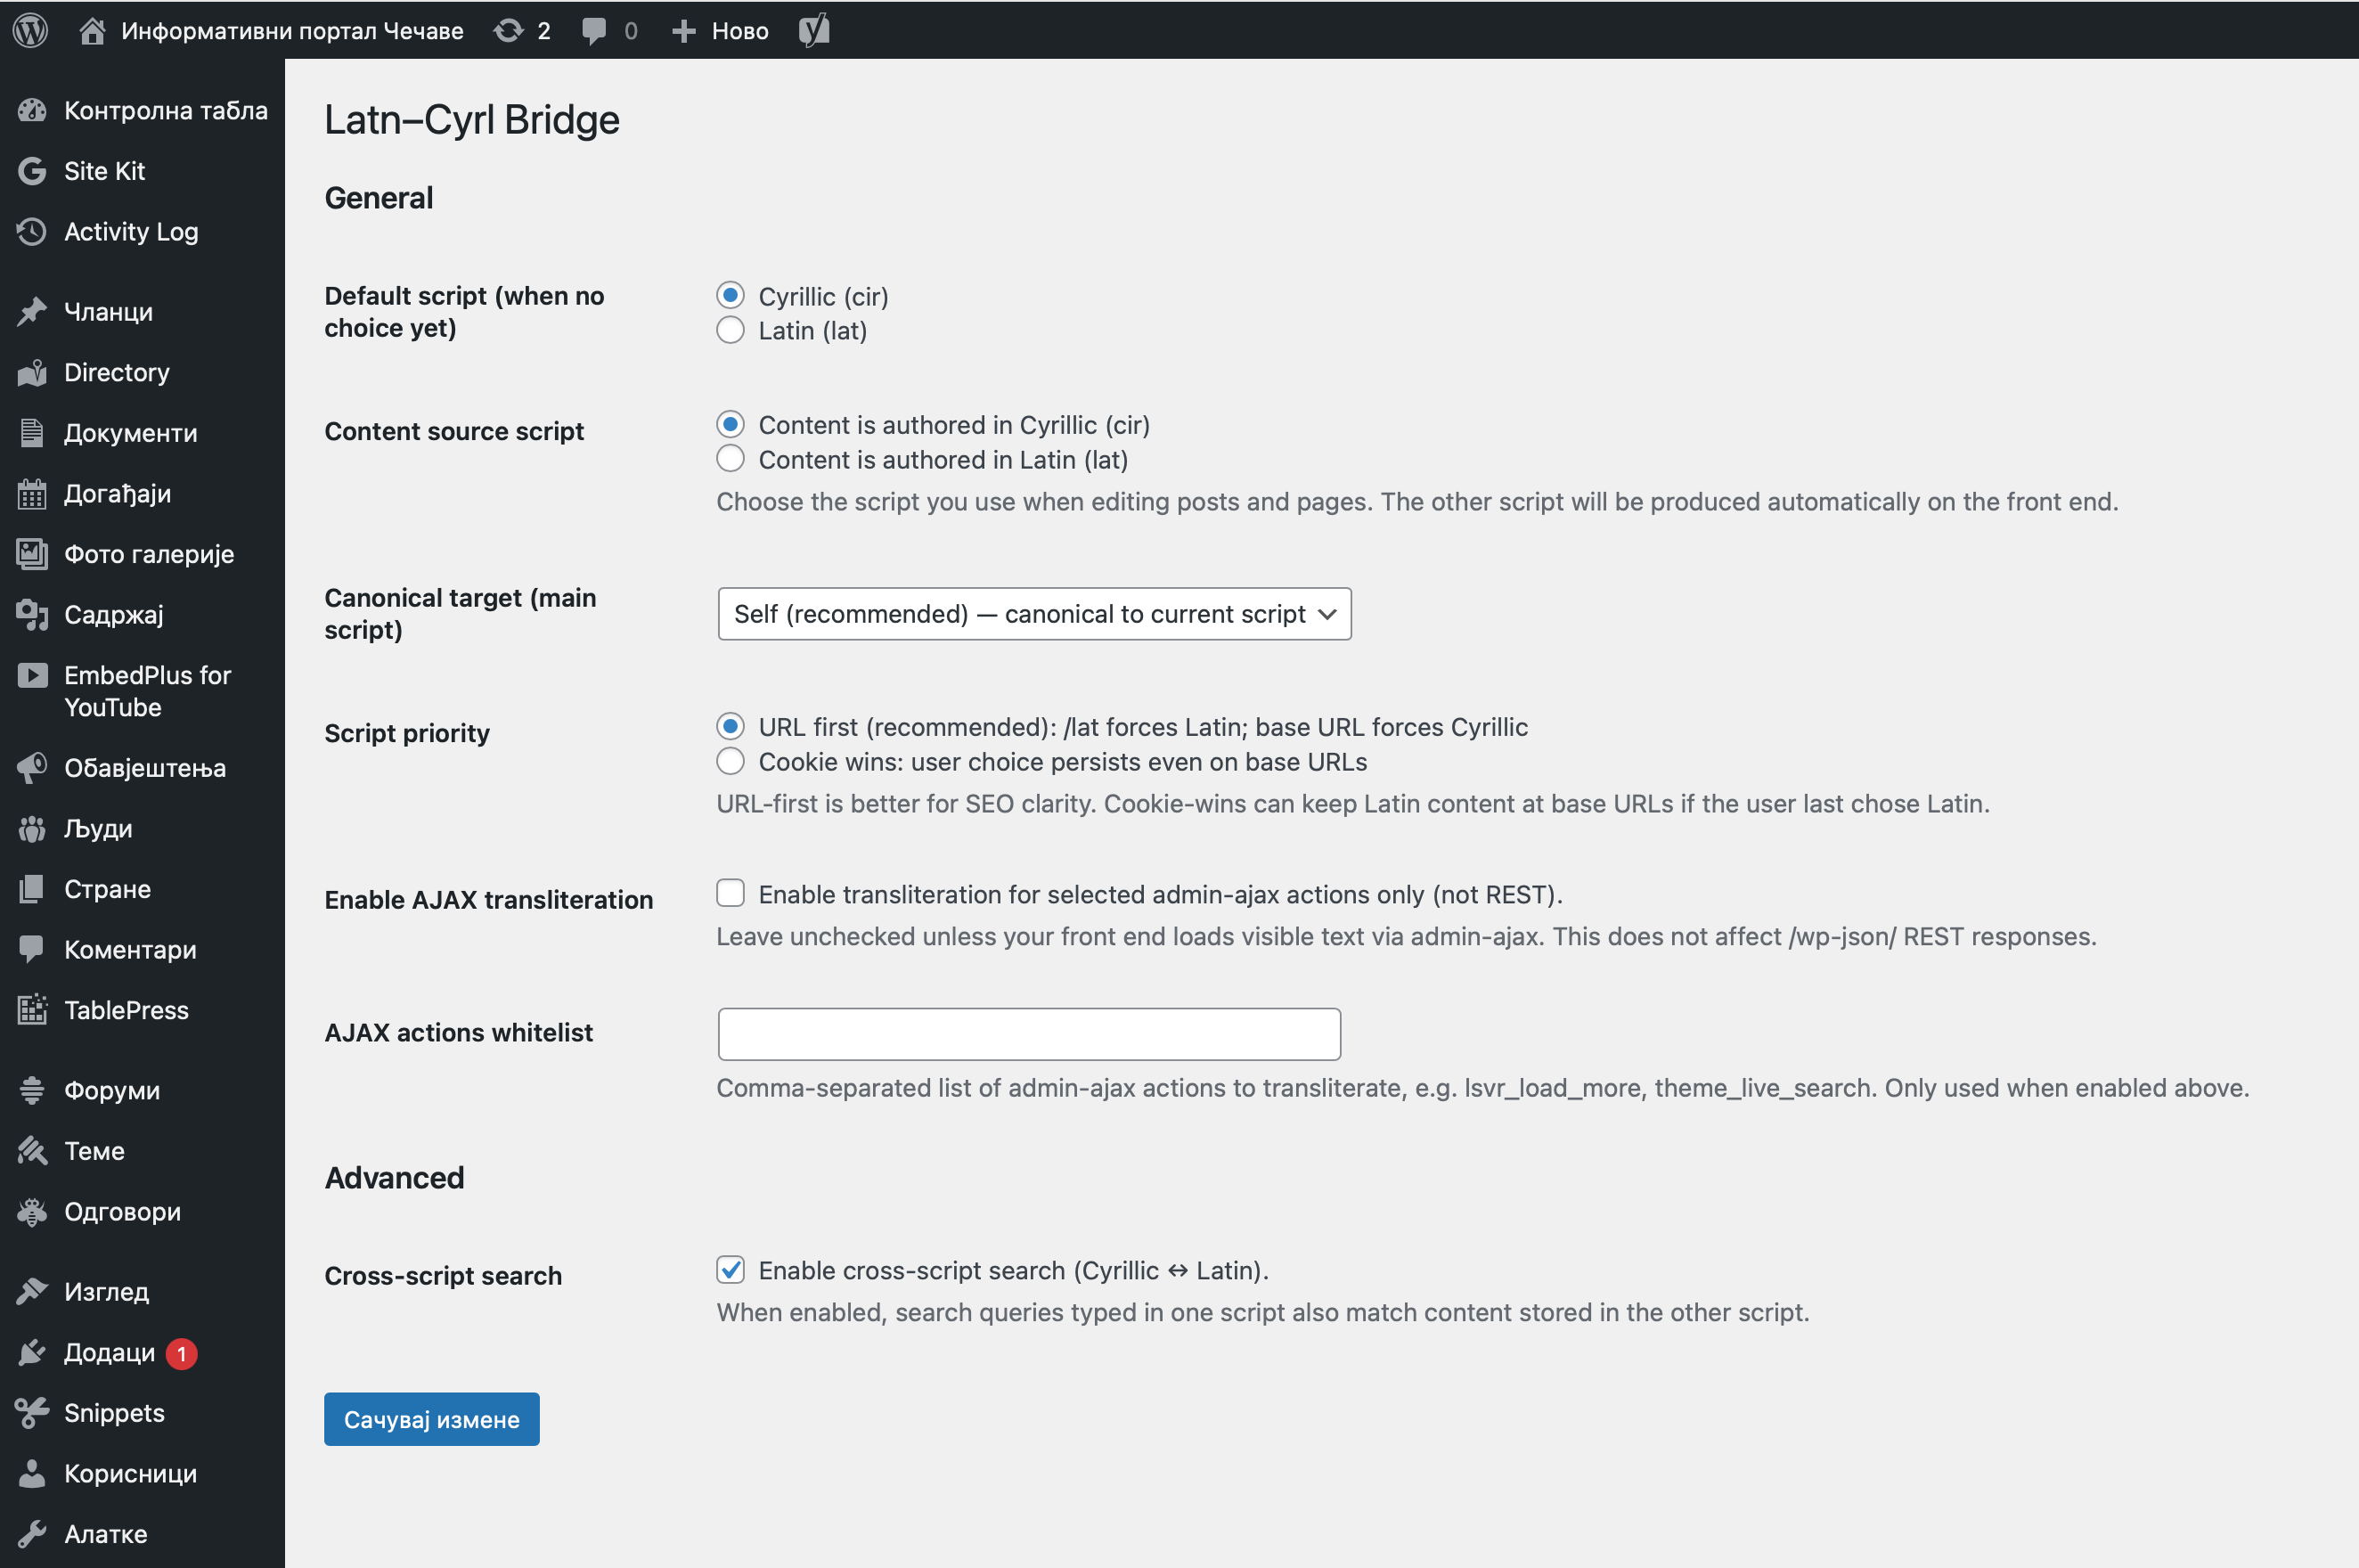 Информативни портал Чечаве 2 0 Ново
Контролна табла
Site Kit
Activity Log
Чланци
Directory
Документи
Догађаји
Фото галерије
Садржај
EmbedPlus for
YouTube
Обавјештења
Људи
Стране
Коментари
TablePress
Форуми
Теме
Одговори
Изглед
Додаци 1
Snippets
Корисници
Алатке
Latn–Cyrl Bridge
General
Default script (when no
choice yet)
Cyrillic (cir)
Latin (lat)
Content source script
Content is authored in Cyrillic (cir)
Content is authored in Latin (lat)
Choose the script you use when editing posts and pages. The other script will be produced automatically on the front end.
Canonical target (main
script)
Self (recommended) — canonical to current script
Script priority
URL first (recommended): /lat forces Latin; base URL forces Cyrillic
Cookie wins: user choice persists even on base URLs
URL-first is better for SEO clarity. Cookie-wins can keep Latin content at base URLs if the user last chose Latin.
Enable AJAX transliteration
Enable transliteration for selected admin-ajax actions only (not REST).
Leave unchecked unless your front end loads visible text via admin-ajax. This does not affect /wp-json/ REST responses.
AJAX actions whitelist
Comma-separated list of admin-ajax actions to transliterate, e.g. lsvr_load_more, theme_live_search. Only used when enabled above.
Advanced
Cross-script search
Enable cross-script search (Cyrillic ↔ Latin).
When enabled, search queries typed in one script also match content stored in the other script.
Сачувај измене